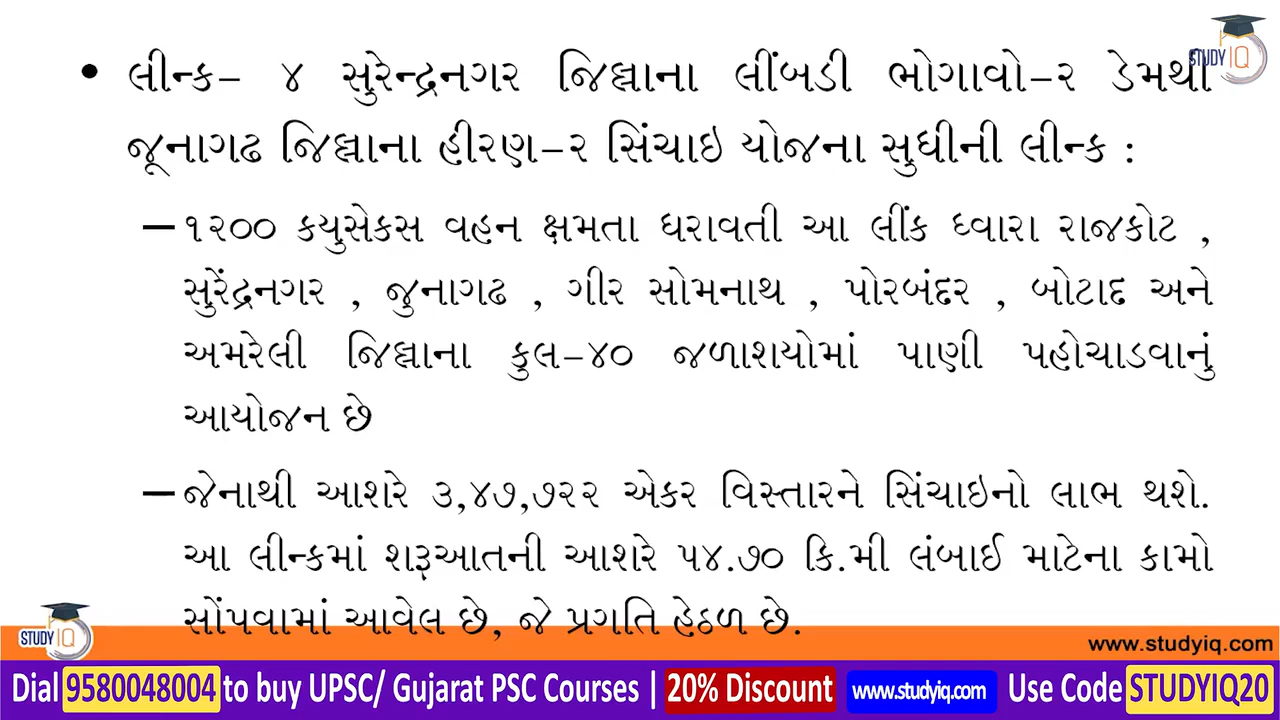 STUDY IQ
• લીન્ક– ૪ સુરેન્દ્રનગર જિલ્લાના લીંબડી ભોગાવો–૨ ડેમથી
જૂનાગઢ જિલ્લાના હીરણ–૨ સિંચાઇ યોજના સુધીની લીન્ક :
– ૧૨૦૦ કયુસેકસ વહન ક્ષમતા ધરાવતી આ લીંક ધ્વારા રાજકોટ ,
સુરેંદ્રનગર , જુનાગઢ , ગીર સોમનાથ , પોરબંદર , બોટાદ અને
અમરેલી જિલ્લાના કુલ–૪૦ જળાશયોમાં પાણી પહોચાડવાનું
આયોજન છે
– જેનાથી આશરે ૩,૪૭,૭૨૨ એકર વિસ્તારને સિંચાઇનો લાભ થશે.
આ લીન્કમાં શરૂઆતની આશરે ૫૪.૭૦ કિ.મી લંબાઈ માટેના કામો
સોંપવામાં આવેલ છે, જે પ્રગતિ હેઠળ છે.
STUDY IQ
www.studyiq.com
Dial 9580048004 to buy UPSC/ Gujarat PSC Courses | 20% Discount www.studyiq.com Use Code STUDYIQ20